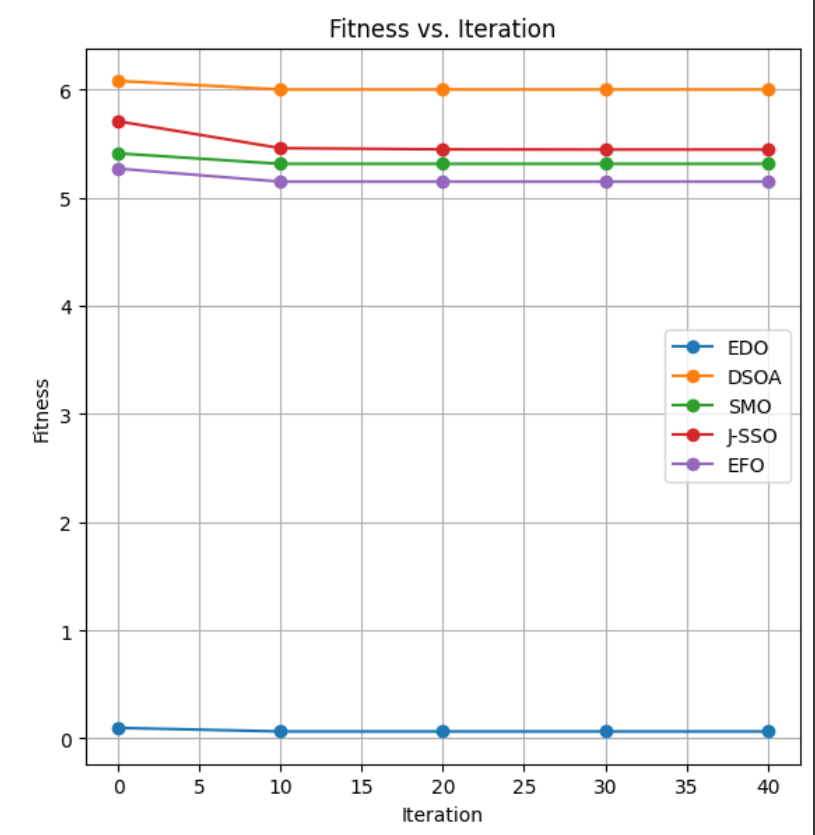 Fitness vs. Iteration
6
5
4
3
2
1
0
Fitness
EDO
DSOA
SMO
J-SSO
EFO
0 5 10 15 20 25 30 35 40
Iteration